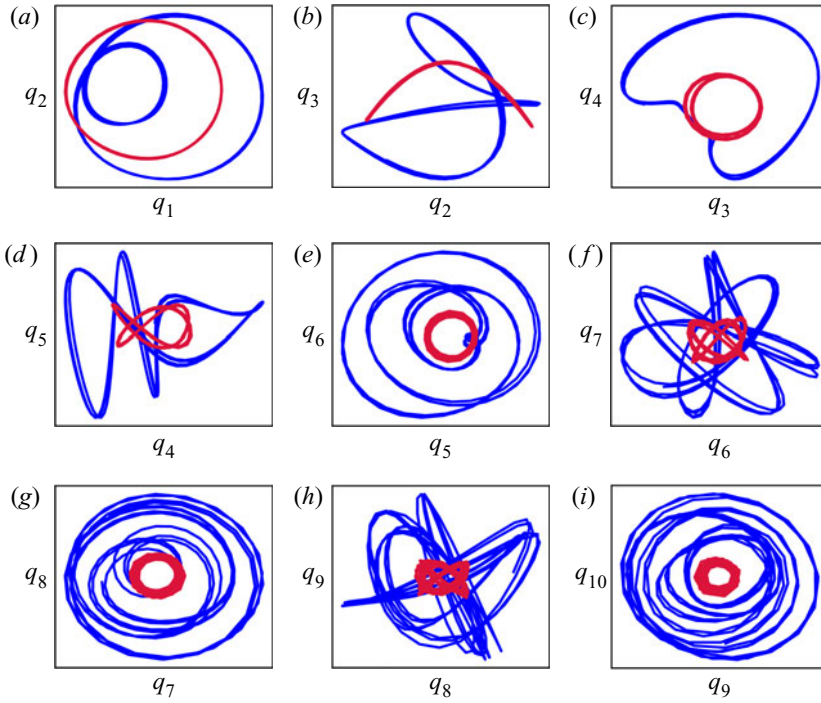 (a) (b) (c)
q2 q3 q4
q1 q2 q3
(d) (e) (f)
q5 q6 q7
q4 q5 q6
(g) (h) (i)
q8 q9 q10
q7 q8 q9